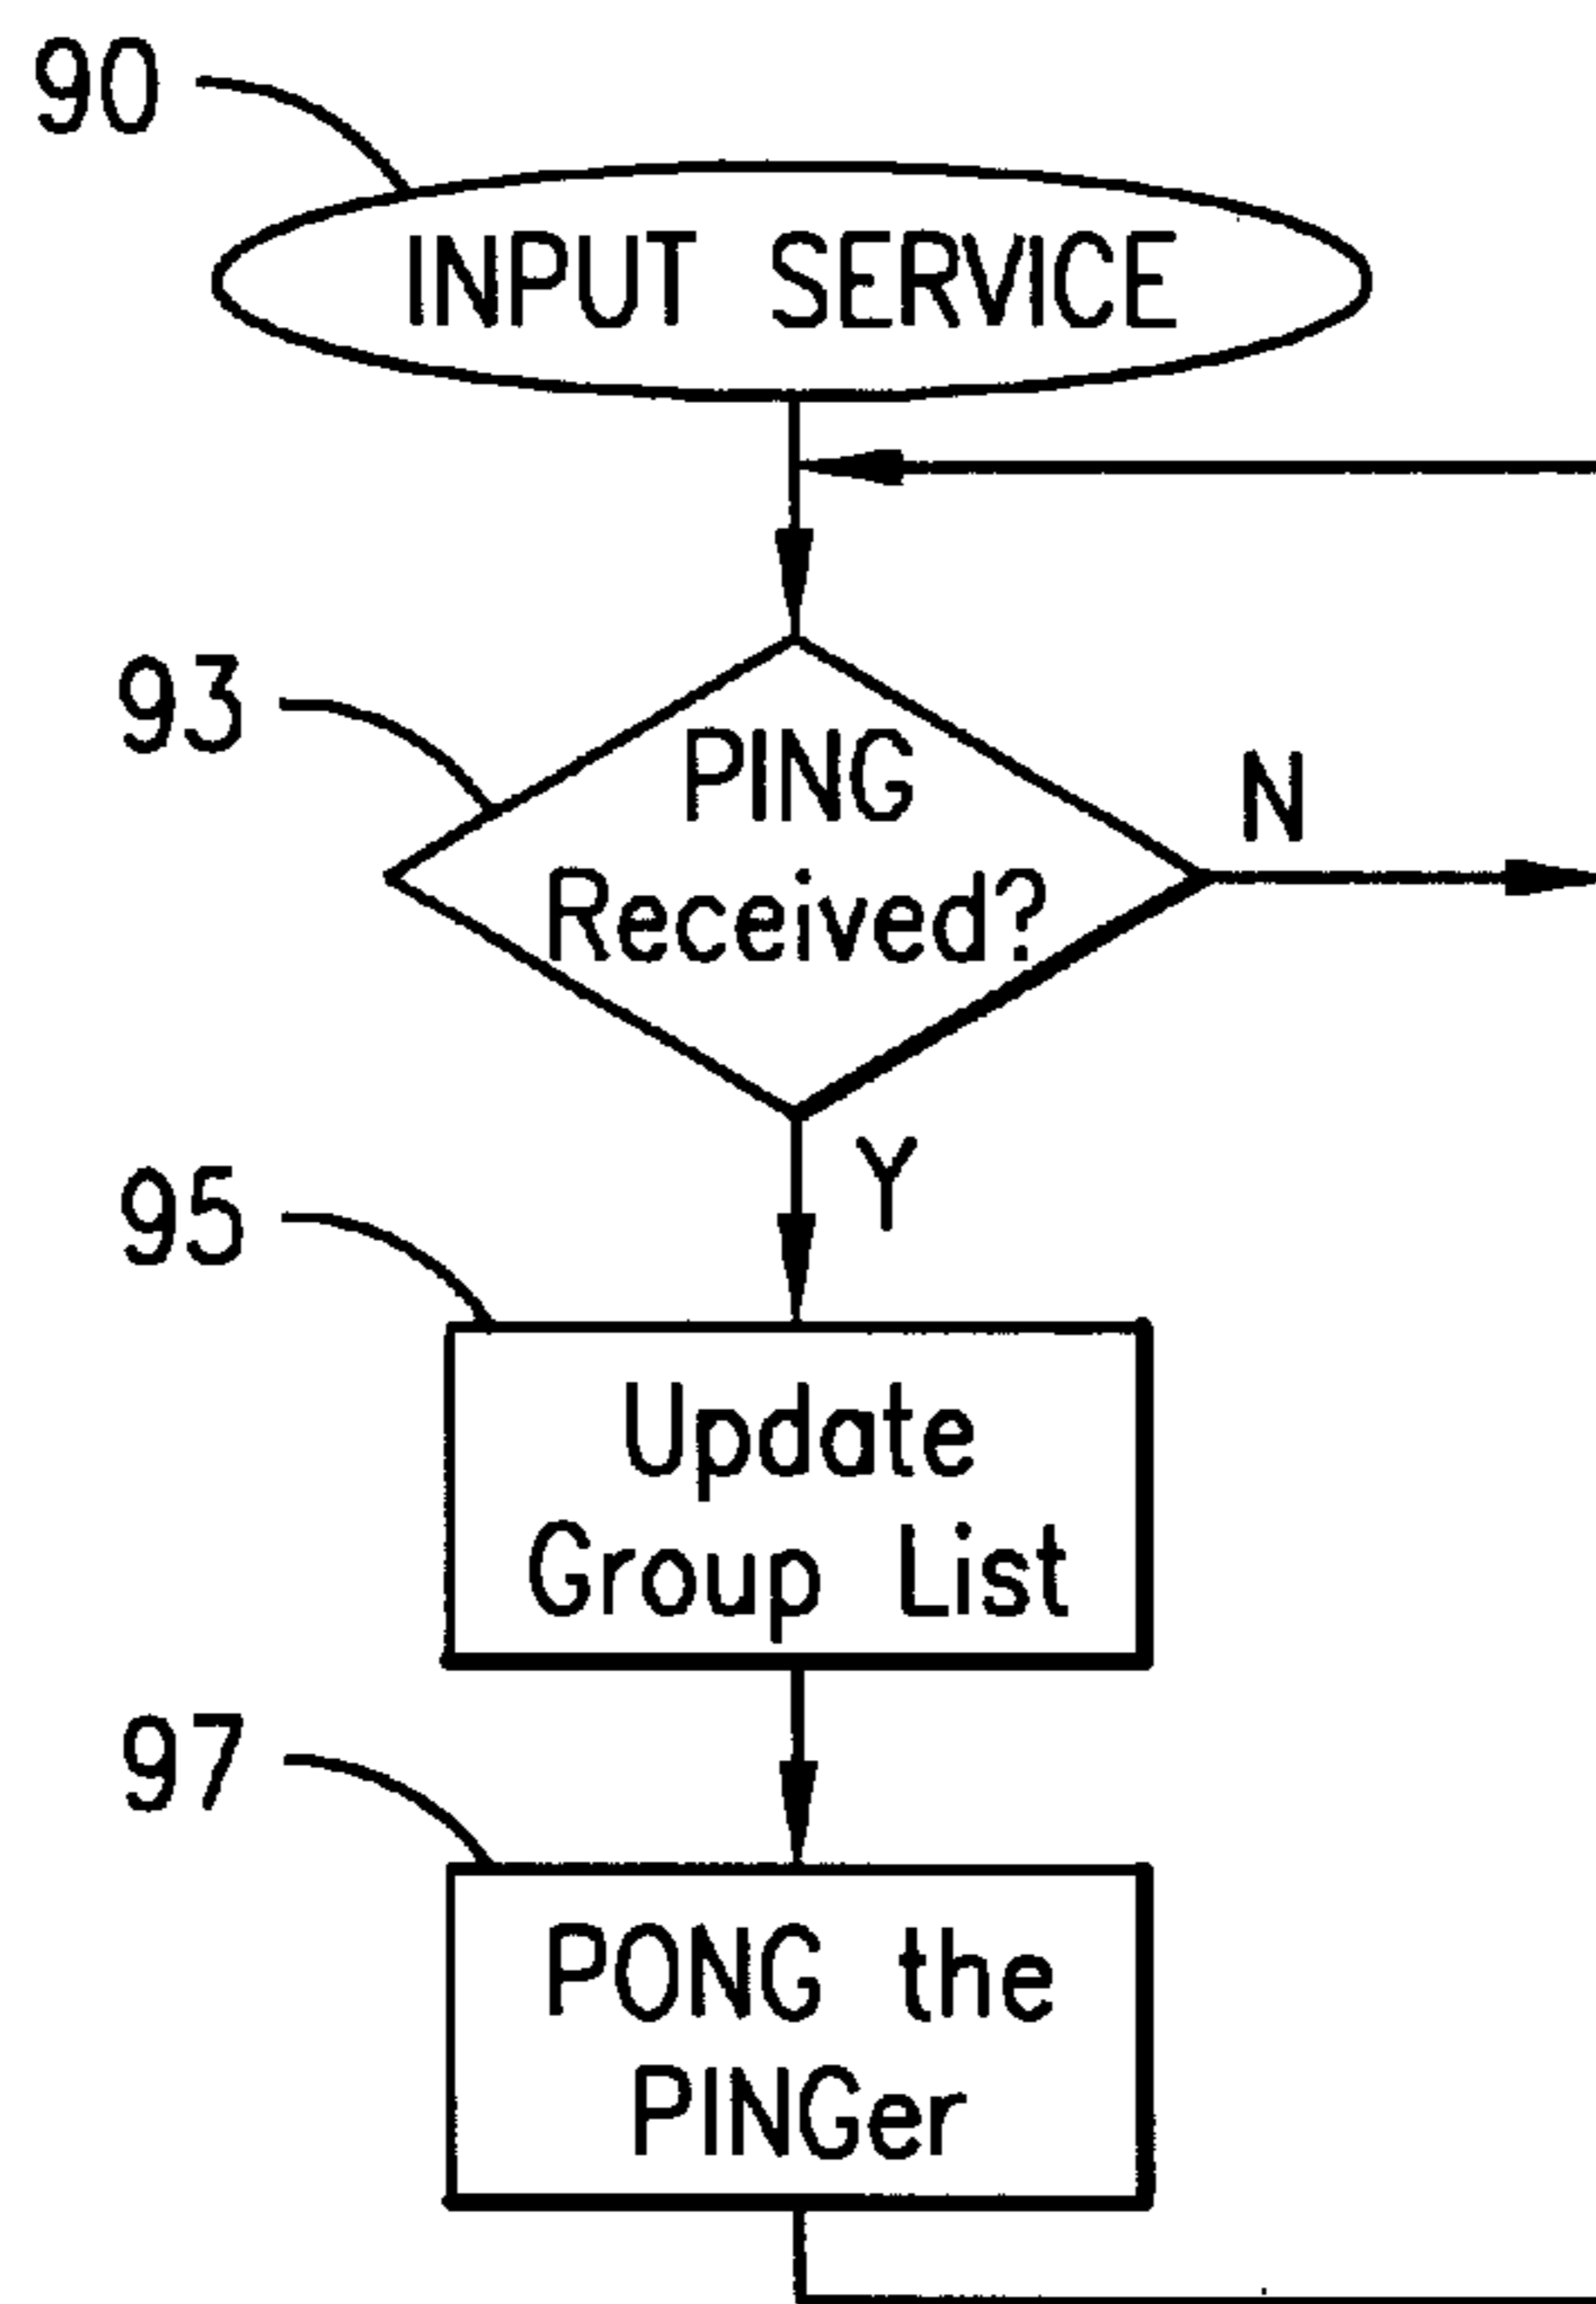 90
INPUT SERVICE
93
PING
Received?
N
Y
95
Update
Group List
97
PONG the
PINGer